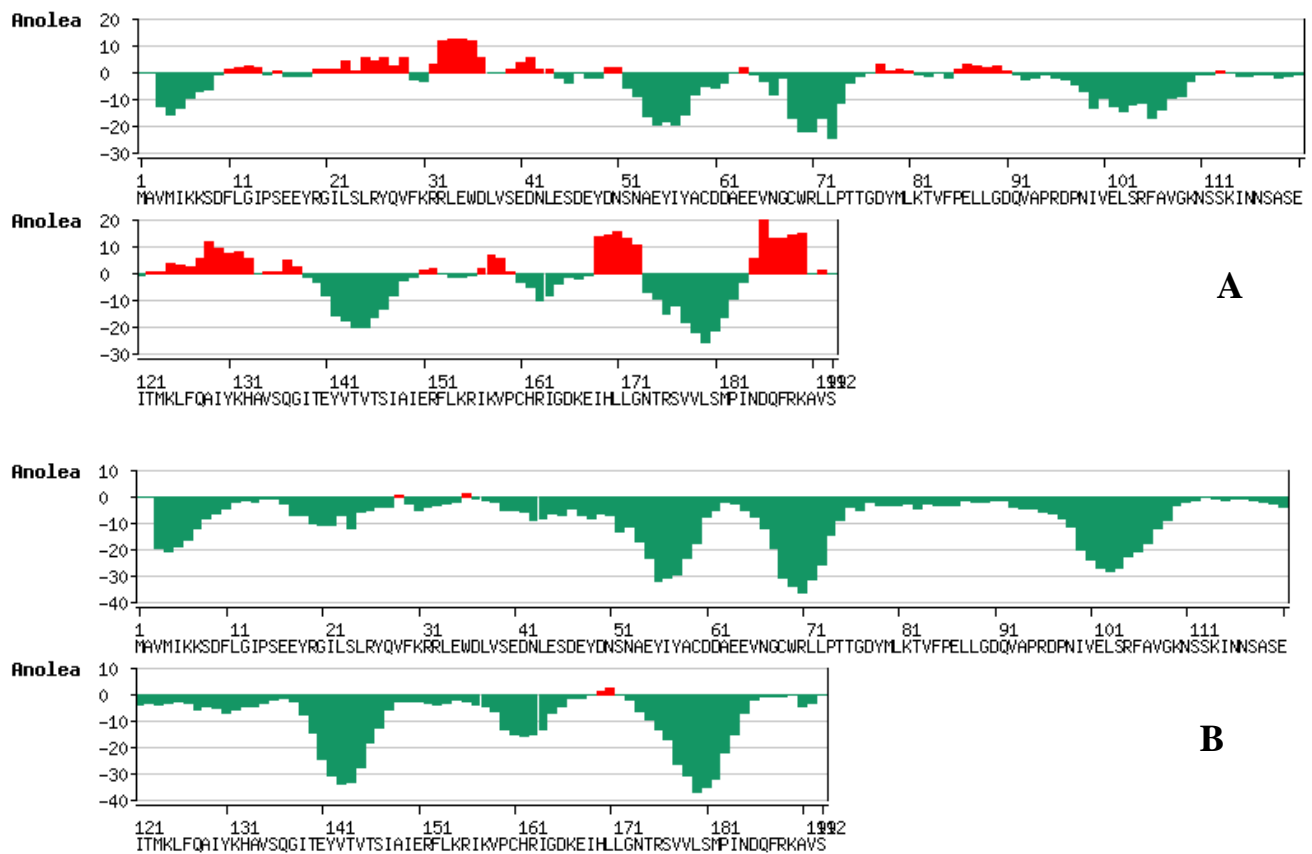 Anolea
20
10
0
-10
-20
-30
1 11 21 31 41 51 61 71 81 91 101 111
MAVMIKKSDFLGIPSEEYRGILSLRYQVFKRRLEWDLVSEDNLESDEYDNSNAEYIYACDDAEEVNGCWRLLPTTGDYMLKTVFPELLGDQVAPRDPNIVELSRFAVGKNSSKINNSASE
Anolea
20
10
0
-10
-20
-30
A
121 131 141 151 161 171 181
ITMKLFQAIYKHAVSQGITEYVTVTSIAIERFLKRIKVPCHRIGDKEIHLLGNTRSVVLSMPINDQFRKAVS
Anolea
10
0
-10
-20
-30
-40
1 11 21 31 41 51 61 71 81 91 101 111
MAVMIKKSDFLGIPSEEYRGILSLRYQVFKRRLEWDLVSEDNLESDEYDNSNAEYIYACDDAEEVNGCWRLLPTTGDYMLKTVFPELLGDQVAPRDPNIVELSRFAVGKNSSKINNSASE
Anolea
10
0
-10
-20
-30
-40
B
121 131 141 151 161 171 181
ITMKLFQAIYKHAVSQGITEYVTVTSIAIERFLKRIKVPCHRIGDKEIHLLGNTRSVVLSMPINDQFRKAVS